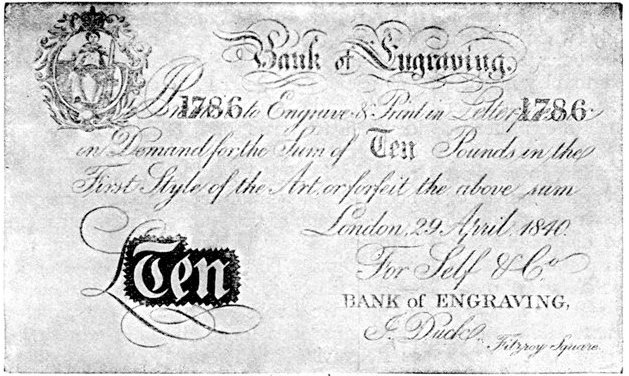 Bank of Engraving.
1786 to Engrave & Print in Letter 1786
on Demand for the Sum of Ten Pounds in the
First Style of the Art, or forfeit the above sum
London, 29 April, 1840.
For Self & Co.
£Ten
BANK of ENGRAVING,
J. Duck.
Fitzroy Square.